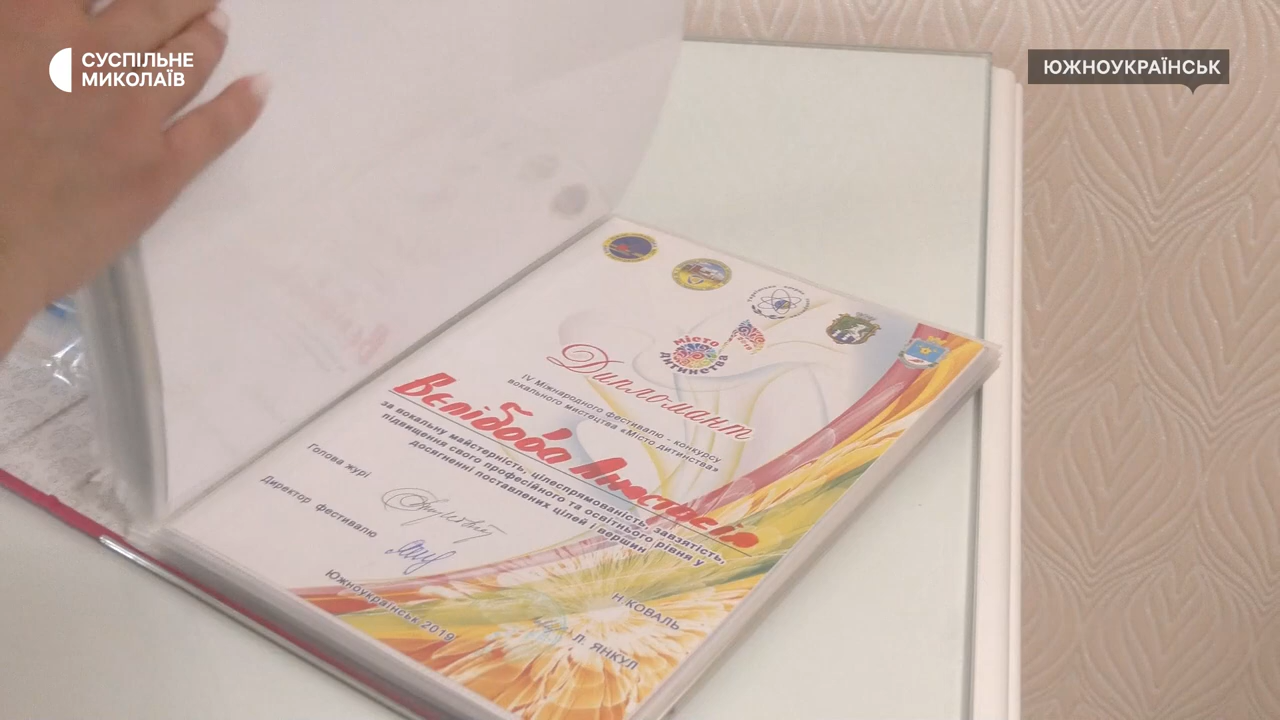 СУСПІЛЬНЕ
МИКОЛАЇВ
ЮЖНОУКРАЇНСЬК
МІСТО
ДИТИНСТВА
Дипломант
IV Міжнародного фестивалю - конкурсу
вокального мистецтва «Місто дитинства»
Вєлібова Анастасія
за вокальну майстерність, цілеспрямованість, завзятість,
підвищення свого професійного та освітнього рівня у
досягненні поставлених цілей і вершин
Голова журі
Н.КОВАЛЬ
Директор фестивалю
Л. ЯНКУЛ
Южноукраїнськ 2019